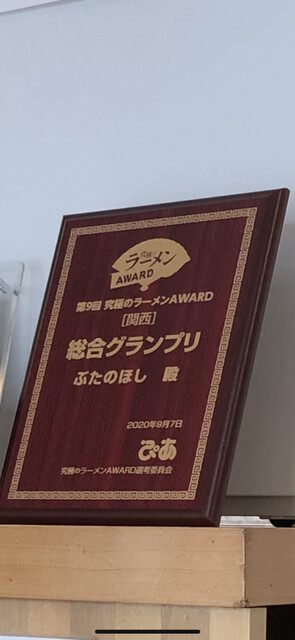 究極
ラーメン
AWARD
第9回 究極のラーメンAWARD
[関西]
総合グランプリ
ぶたのほし 殿
2020年9月7日
ぴあ
究極のラーメンAWARD選考委員会